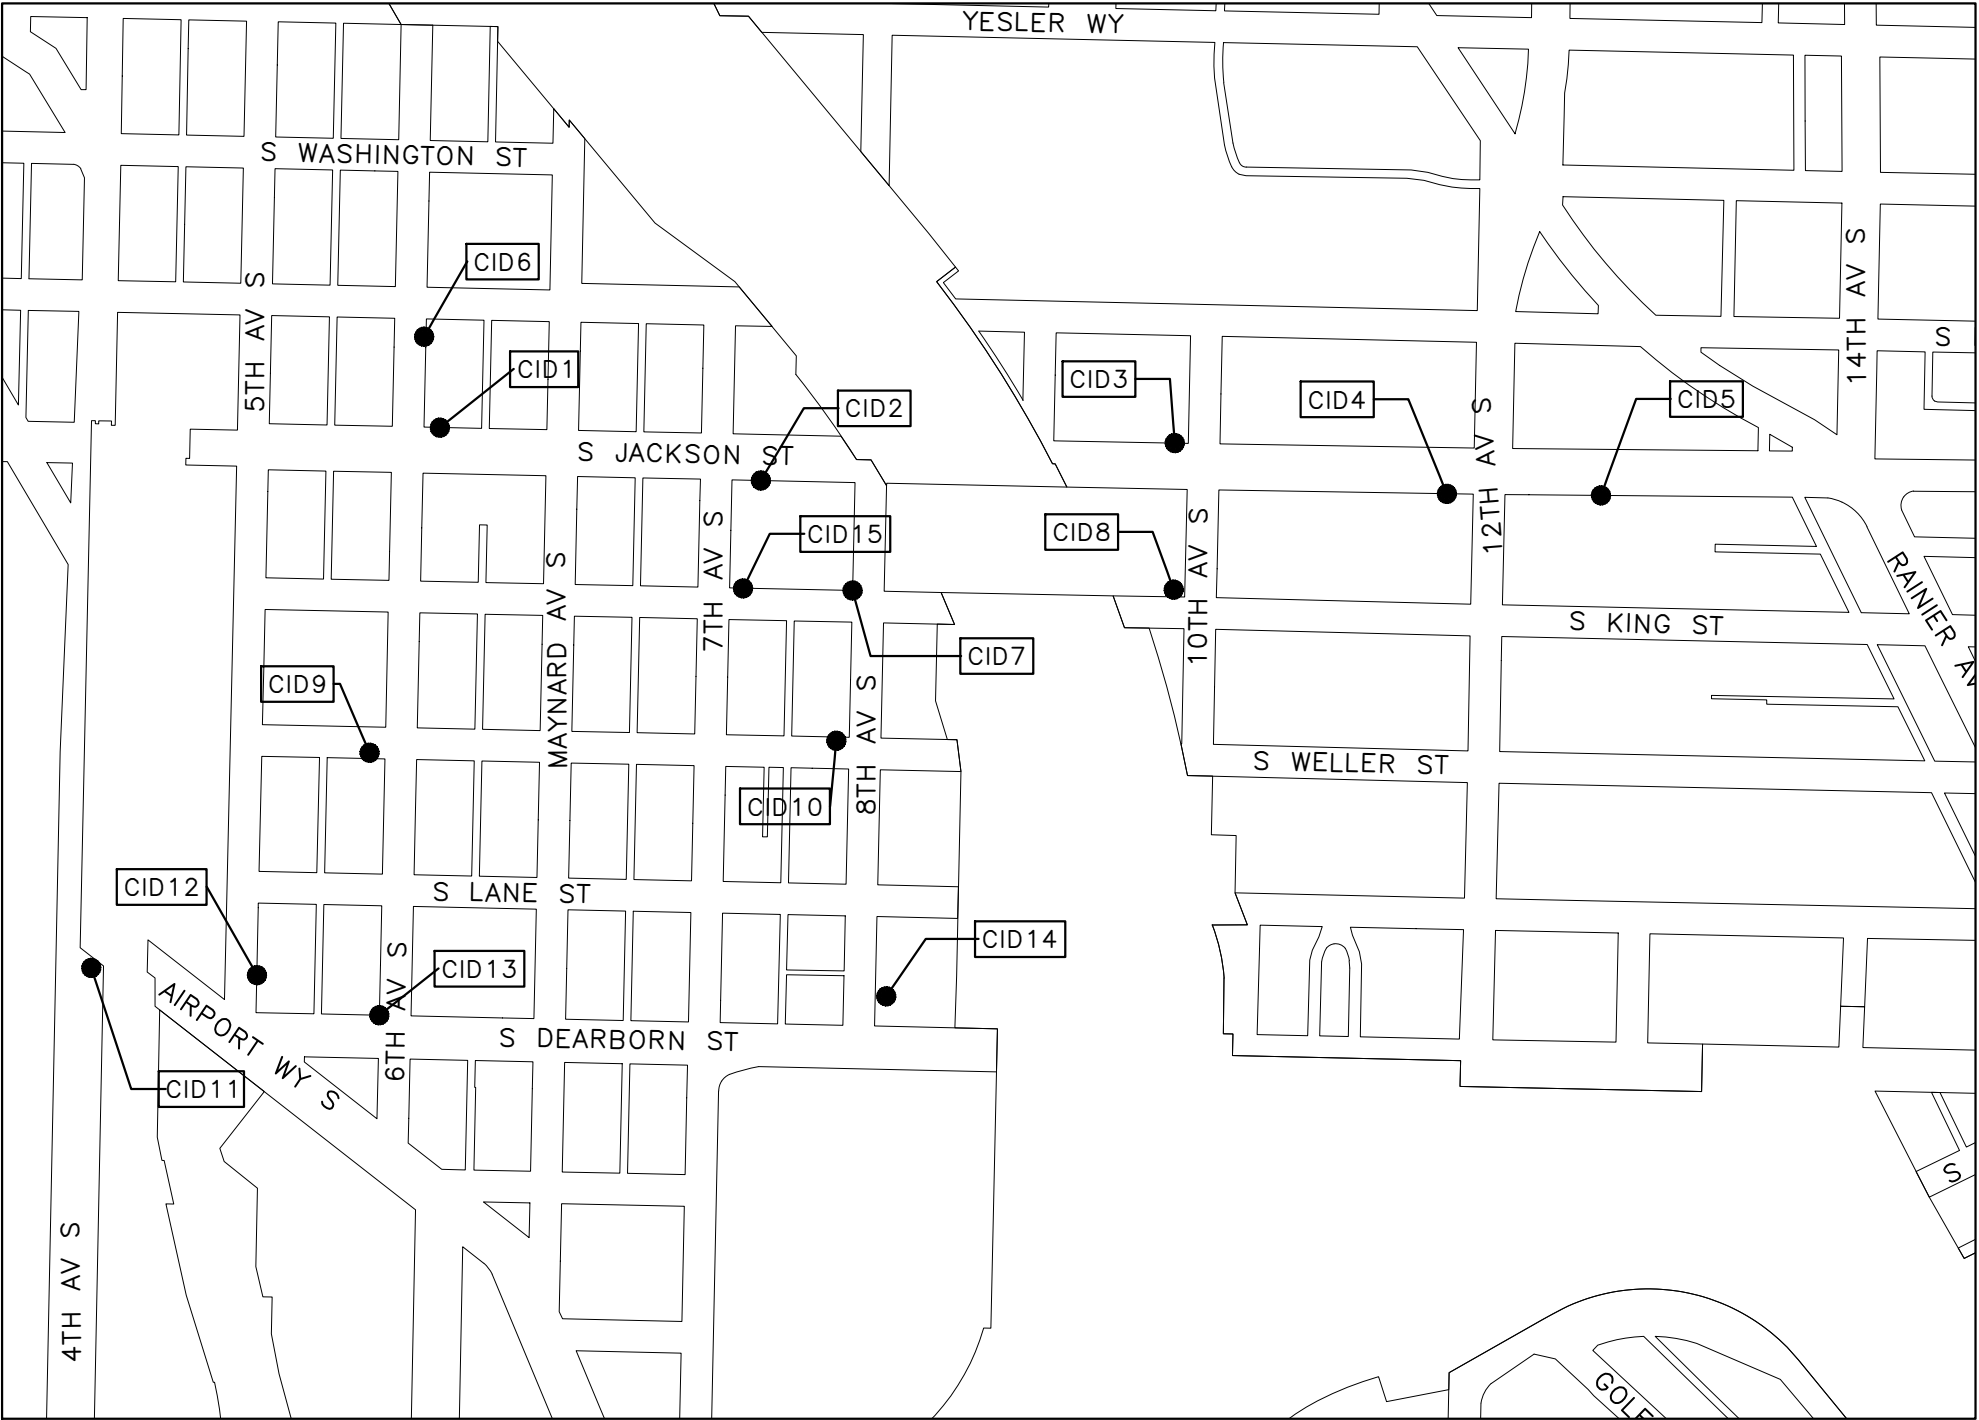 YESLER WY
S WASHINGTON ST
CID6
5TH AV S
14TH AV S
S
CID1
CID3
CID2
CID4
CID5
12TH AV S
S JACKSON ST
CID15
CID8
7TH AV S
10TH AV S
MAYNARD AV S
S KING ST
RAINIER AV
CID7
CID9
8TH AV S
S WELLER ST
CID10
CID12
S LANE ST
CID14
6TH AV S
CID13
AIRPORT WY S
S DEARBORN ST
CID11
S
4TH AV S
GOLF